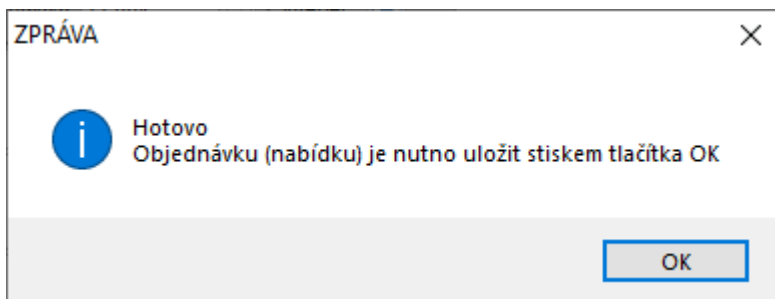 ZPRÁVA
Hotovo
Objednávku (nabídku) je nutno uložit stiskem tlačítka OK
OK